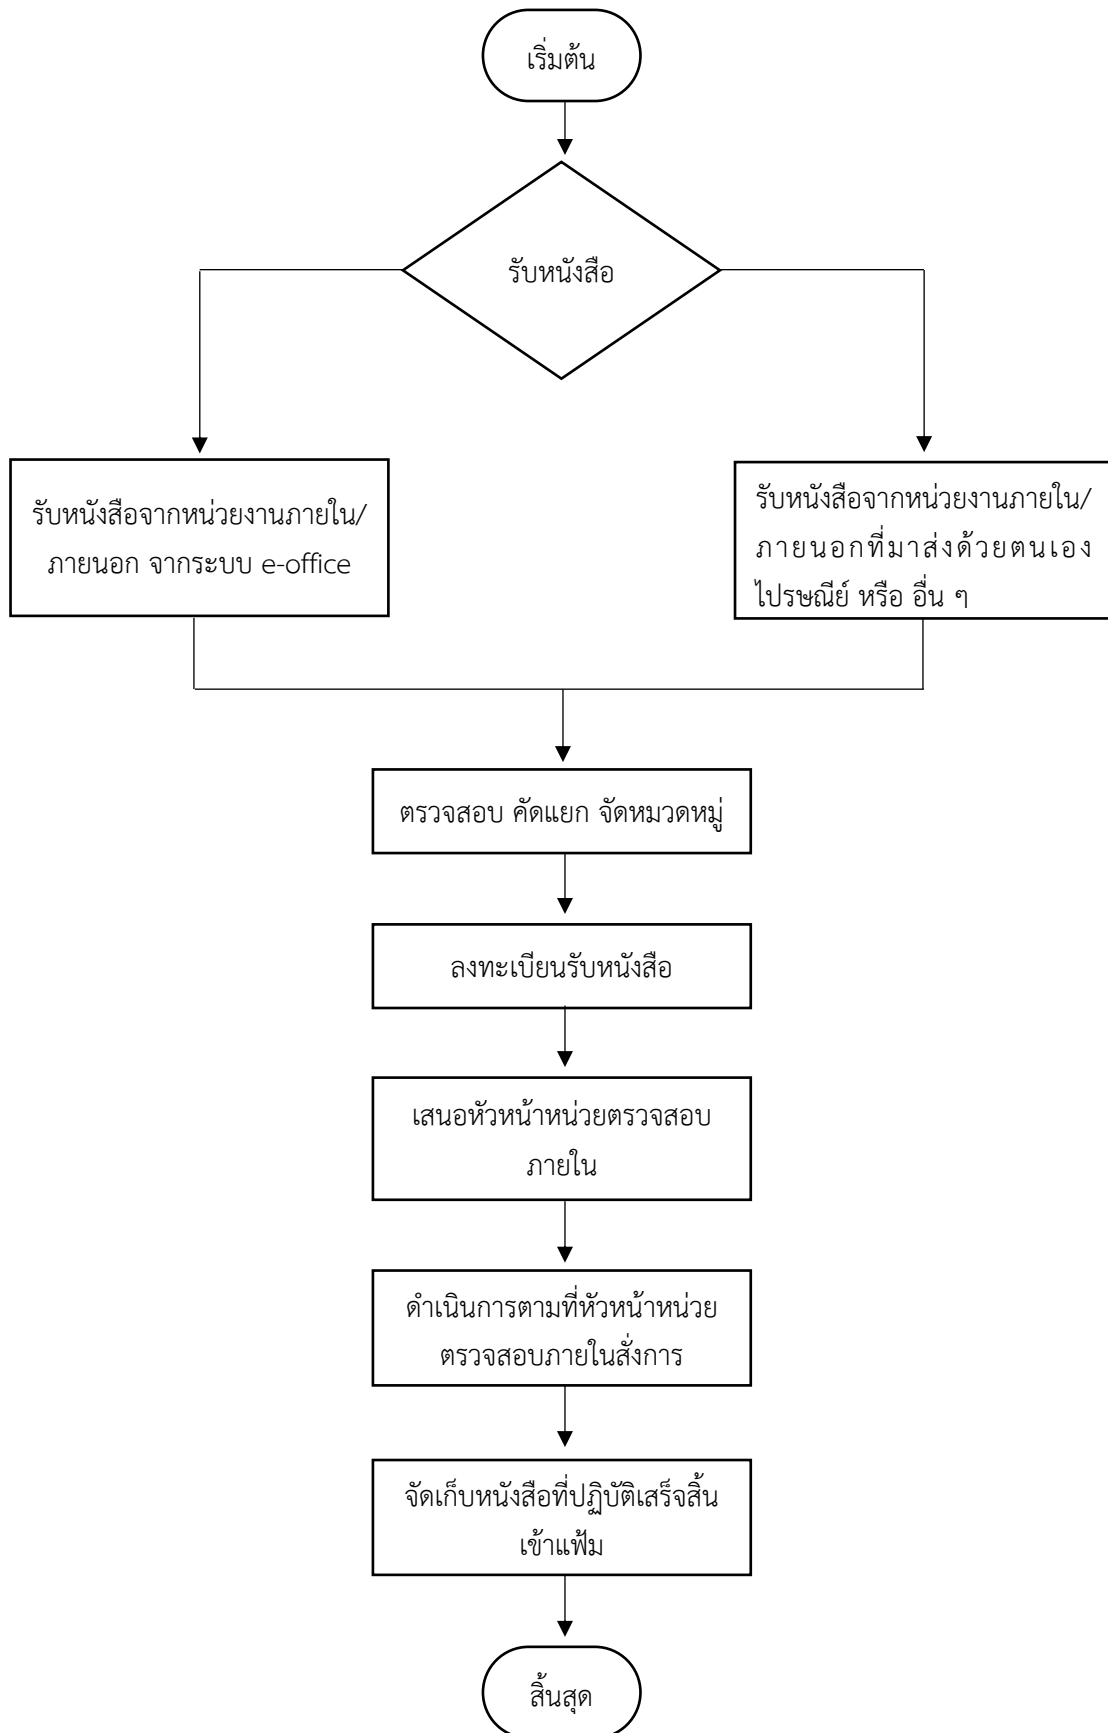 เริ่มต้น
รับหนังสือ
รับหนังสือจากหน่วยงานภายใน/
ภายนอก จากระบบ e-office
รับหนังสือจากหน่วยงานภายใน/
ภายนอกที่มาส่งด้วยตนเอง
ไปรษณีย์ หรือ อื่น ๆ
ตรวจสอบ คัดแยก จัดหมวดหมู่
ลงทะเบียนรับหนังสือ
เสนอหัวหน้าหน่วยตรวจสอบ
ภายใน
ดำเนินการตามที่หัวหน้าหน่วย
ตรวจสอบภายในสั่งการ
จัดเก็บหนังสือที่ปฏิบัติเสร็จสิ้น
เข้าแฟ้ม
สิ้นสุด